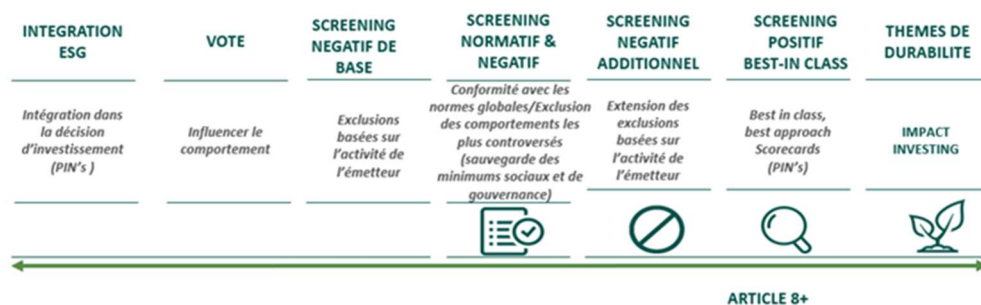 INTEGRATION
ESG
VOTE
SCREENING
NEGATIF DE
BASE
SCREENING
NORMATIF &
NEGATIF
SCREENING
NEGATIF
ADDITIONNEL
SCREENING
POSITIF
BEST-IN CLASS
THEMES DE
DURABILITE
Intégration dans
la décision
d'investissement
(PIN's )
Influencer le
comportement
Exclusions
basées sur
l'activité de
l'émetteur
Conformité avec les
normes globales/Exclusion
des comportements les
plus controversés
(sauvegarde des
minimums sociaux et de
gouvernance)
Extension des
exclusions
basées sur
l'activité de
l'émetteur
Best in class,
best approach
Scorecards
(PIN's)
IMPACT
INVESTING
ARTICLE 8+